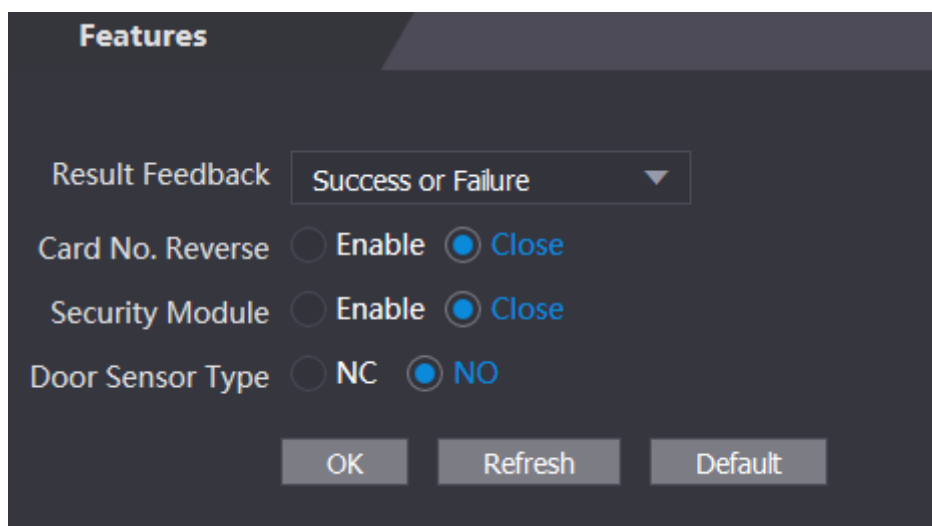 Features
Result Feedback Success or Failure
Card No. Reverse Enable Close
Security Module Enable Close
Door Sensor Type NC NO
OK Refresh Default